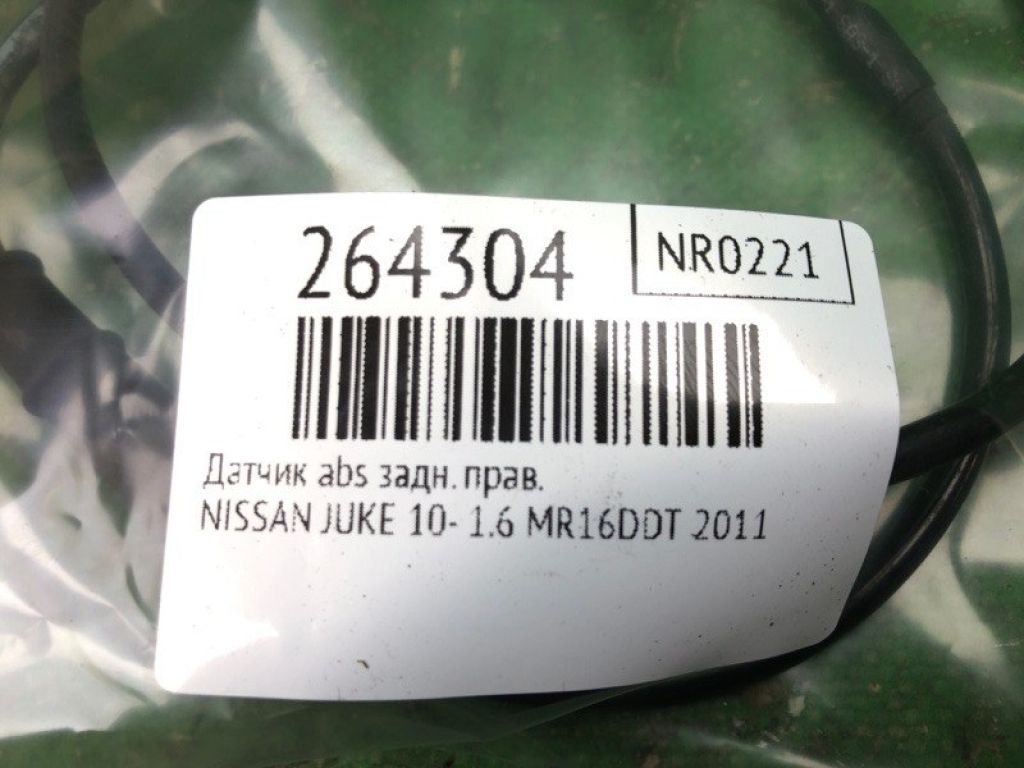 264304
NR0221
Датчик abs задн. прав.
NISSAN JUKE 10- 1.6 MR16DDT 2011